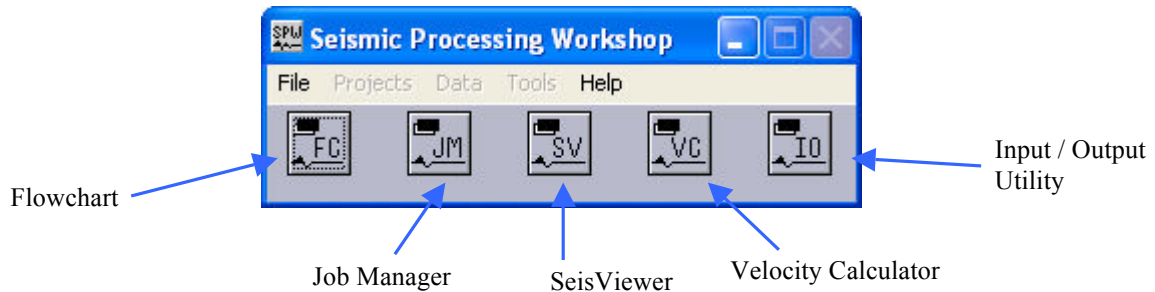 SPW Seismic Processing Workshop
File Projects Data Tools Help
FC JM SV VC IO
Flowchart
Job Manager
SeisViewer
Velocity Calculator
Input / Output
Utility